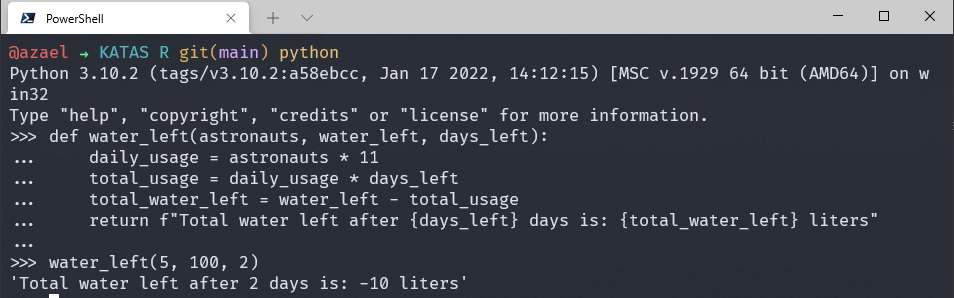 PowerShell
@azael → KATAS R git(main) python
Python 3.10.2 (tags/v3.10.2:a58ebcc, Jan 17 2022, 14:12:15) [MSC v.1929 64 bit (AMD64)] on w
in32
Type "help", "copyright", "credits" or "license" for more information.
>>> def water_left(astronauts, water_left, days_left):
...     daily_usage = astronauts * 11
...     total_usage = daily_usage * days_left
...     total_water_left = water_left - total_usage
...     return f"Total water left after {days_left} days is: {total_water_left} liters"
...
>>> water_left(5, 100, 2)
'Total water left after 2 days is: -10 liters'